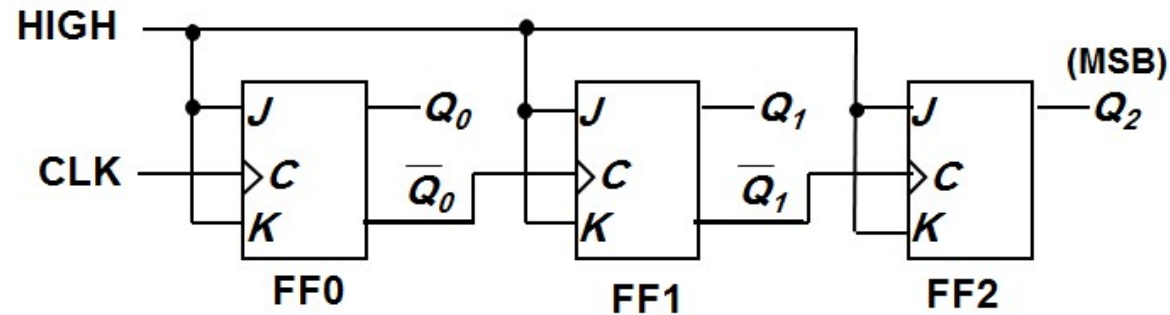 HIGH
(MSB)
J Q₀ J Q₁ J Q₂
CLK C Q̅₀ C Q̅₁ C
K K K
FF0 FF1 FF2